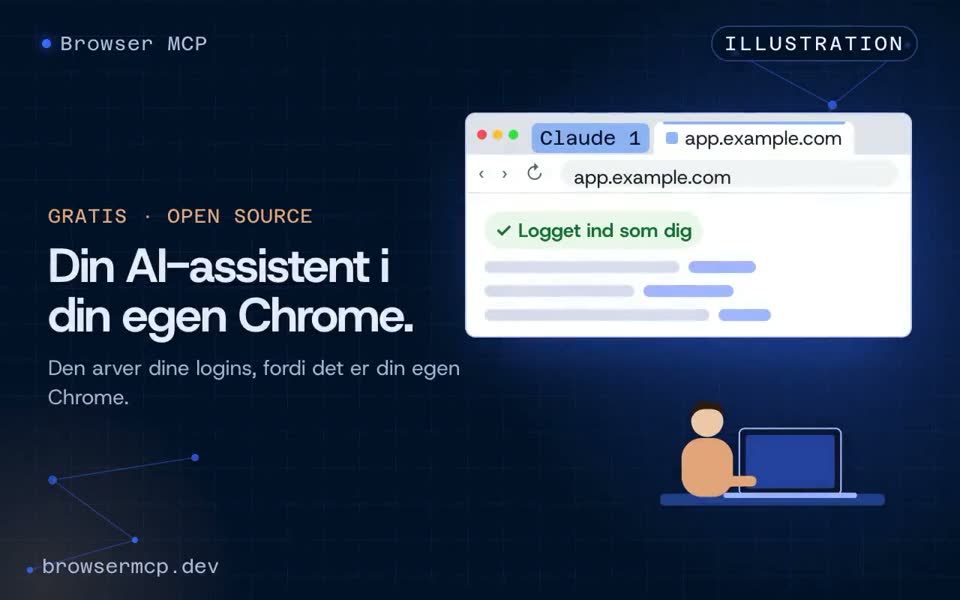 Browser MCP
ILLUSTRATION
Claude 1
app.example.com
app.example.com
Logget ind som dig
GRATIS · OPEN SOURCE
Din AI-assistent i
din egen Chrome.
Den arver dine logins, fordi det er din egen
Chrome.
browsermcp.dev